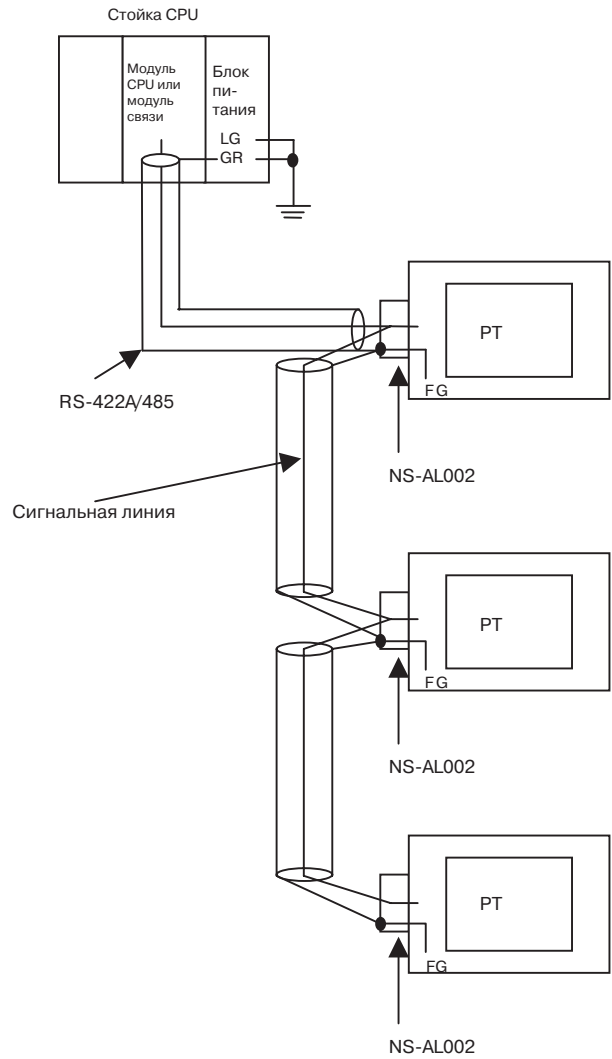 Стойка CPU
Модуль
CPU или
модуль
связи
Блок
пи-
тания
LG
GR
PT
FG
RS-422A/485
NS-AL002
Сигнальная линия
PT
FG
NS-AL002
PT
FG
NS-AL002